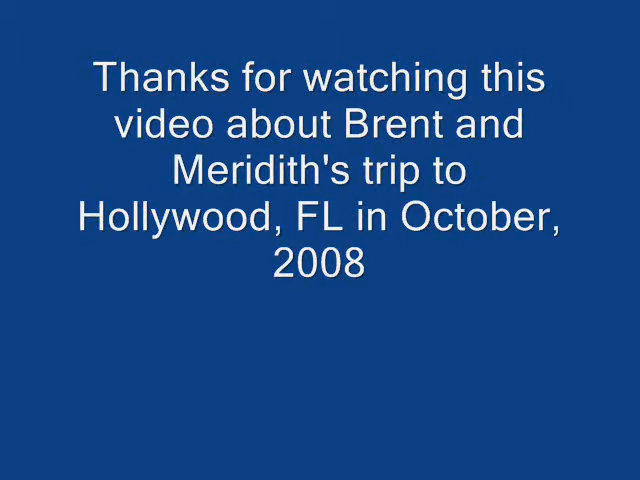 Thanks for watching this
video about Brent and
Meridith's trip to
Hollywood, FL in October,
2008